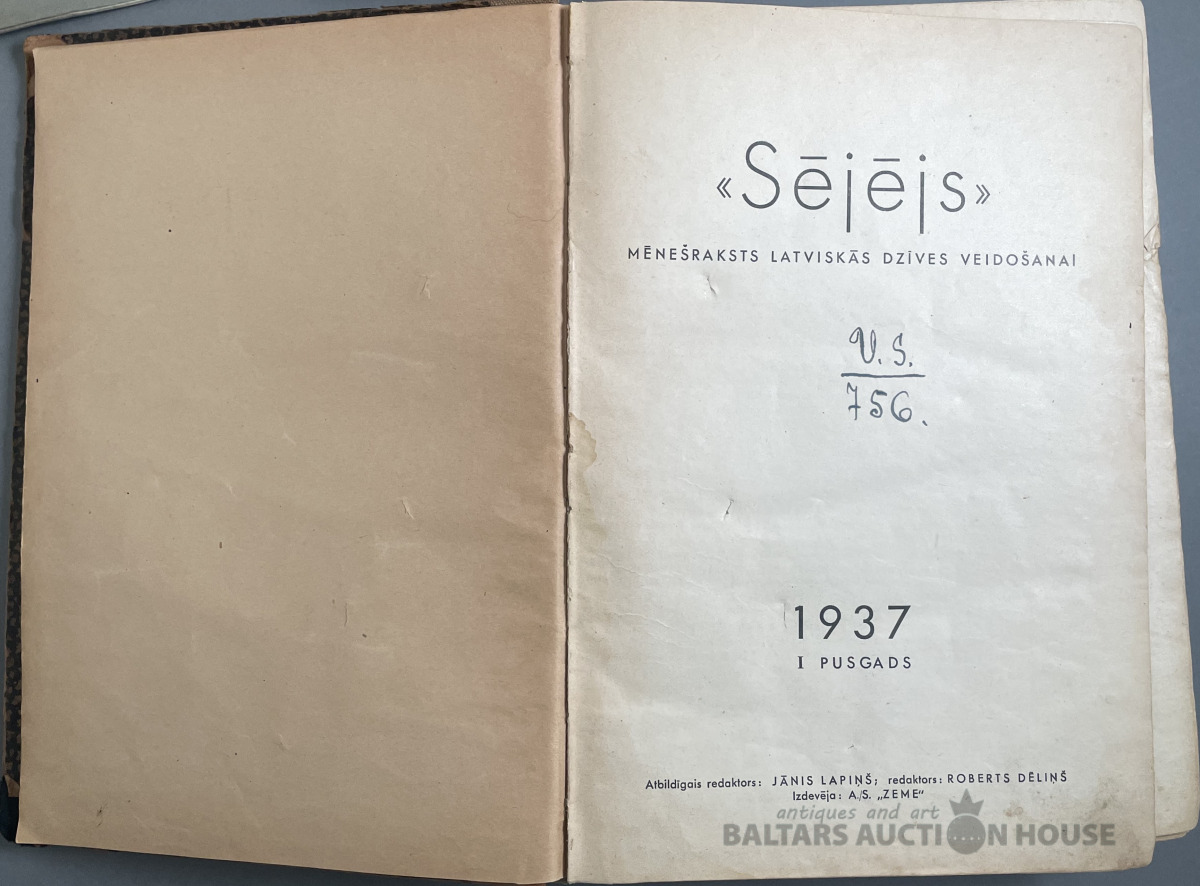 «Sējējs»
MĒNEŠRAKSTS LATVISKĀS DZĪVES VEIDOŠANAI
V. S.
756.
1937
I PUSGADS
Atbildīgais redaktors: JĀNIS LAPIŅŠ; redaktors: ROBERTS DĒLIŅŠ
Izdevēja: A./S. „ZEME“
antiques and art
BALTARS AUCTION HOUSE